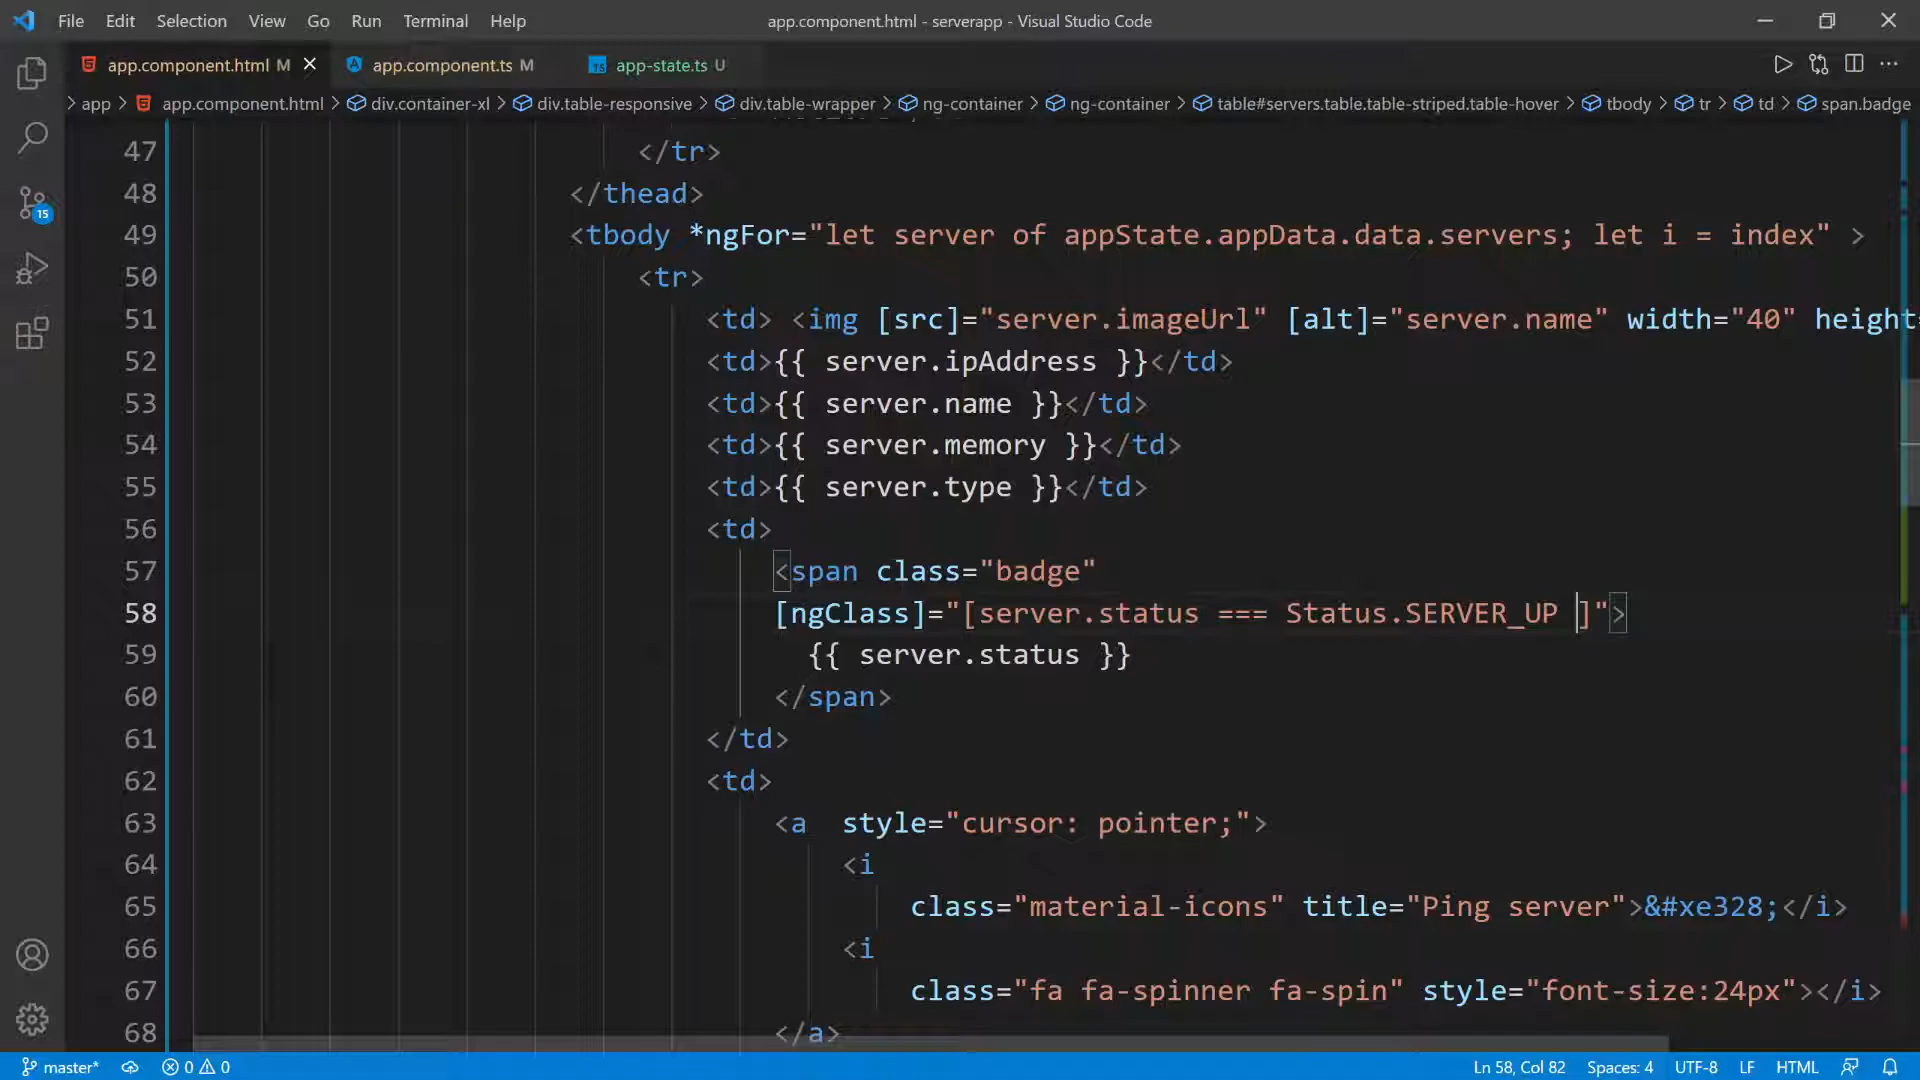 File Edit Selection View Go Run Terminal Help app.component.html - serverapp - Visual Studio Code
app.component.html M app.component.ts M TS app-state.ts U
> app > app.component.html > div.container-xl > div.table-responsive > div.table-wrapper > ng-container > ng-container > table#servers.table.table-striped.table-hover > tbody > tr > td > span.badge
47 </tr>
48 </thead>
49 <tbody *ngFor="let server of appState.appData.data.servers; let i = index" >
50 <tr>
51 <td> <img [src]="server.imageUrl" [alt]="server.name" width="40" height=
52 <td>{{ server.ipAddress }}</td>
53 <td>{{ server.name }}</td>
54 <td>{{ server.memory }}</td>
55 <td>{{ server.type }}</td>
56 <td>
57 <span class="badge"
58 [ngClass]="[server.status === Status.SERVER_UP ]">
59 {{ server.status }}
60 </span>
61 </td>
62 <td>
63 <a  style="cursor: pointer;">
64 <i
65 class="material-icons" title="Ping server">&#xe328;</i>
66 <i
67 class="fa fa-spinner fa-spin" style="font-size:24px"></i>
68 </a>
15
master* 0 0 Ln 58, Col 82 Spaces: 4 UTF-8 LF HTML